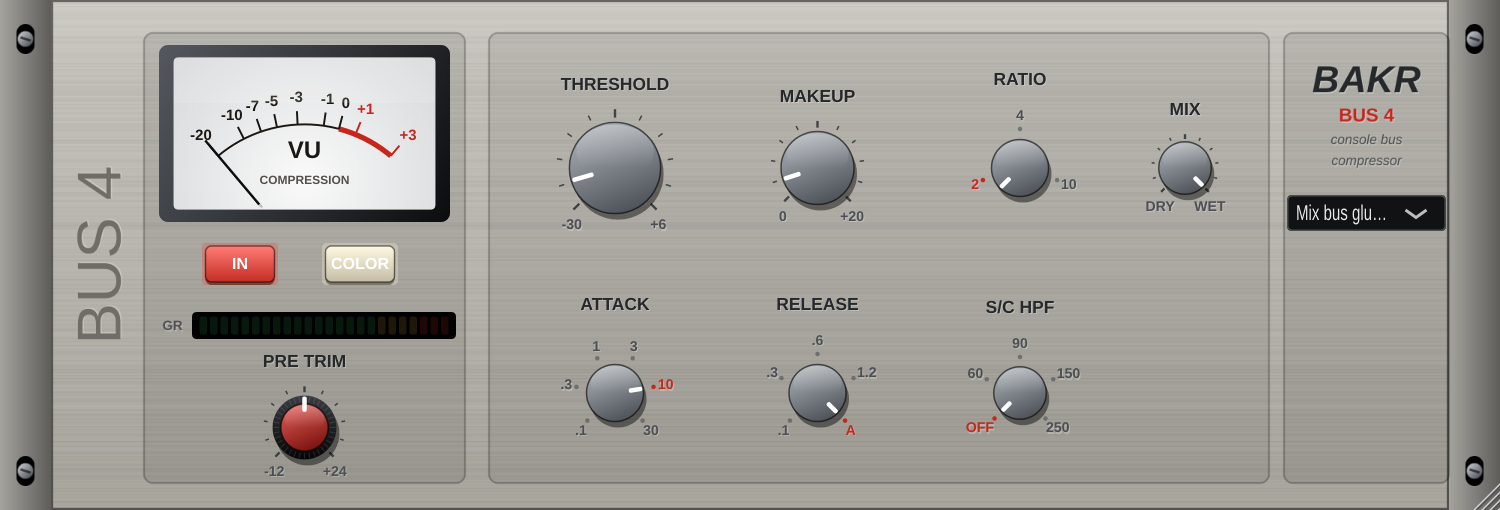 BUS 4
-20 -10 -7 -5 -3 -1 0 +1 +3
VU
COMPRESSION
IN
COLOR
GR
PRE TRIM
-12 +24
THRESHOLD
-30 +6
MAKEUP
0 +20
RATIO
4
2 10
MIX
DRY WET
ATTACK
1 3
.3 10
.1 30
RELEASE
.6
.3 1.2
.1 A
S/C HPF
90
60 150
OFF 250
BAKR
BUS 4
console bus
compressor
Mix bus glu...